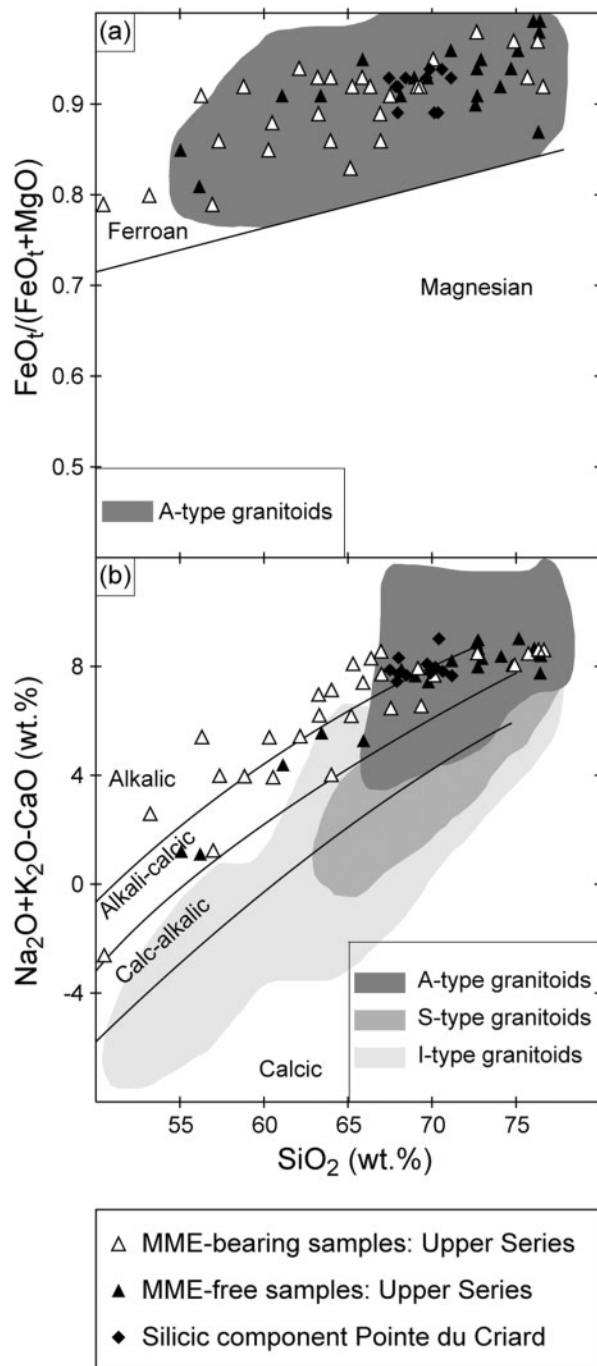 (a)
0.9
0.8
0.7
0.6
0.5
FeOₜ/(FeOₜ+MgO)
Ferroan
Magnesian
A-type granitoids
(b)
8
4
0
-4
Na₂O+K₂O-CaO (wt.%)
Alkalic
Alkali-calcic
Calc-alkalic
Calcic
A-type granitoids
S-type granitoids
I-type granitoids
55 60 65 70 75
SiO₂ (wt.%)
MME-bearing samples: Upper Series
MME-free samples: Upper Series
Silicic component Pointe du Criard